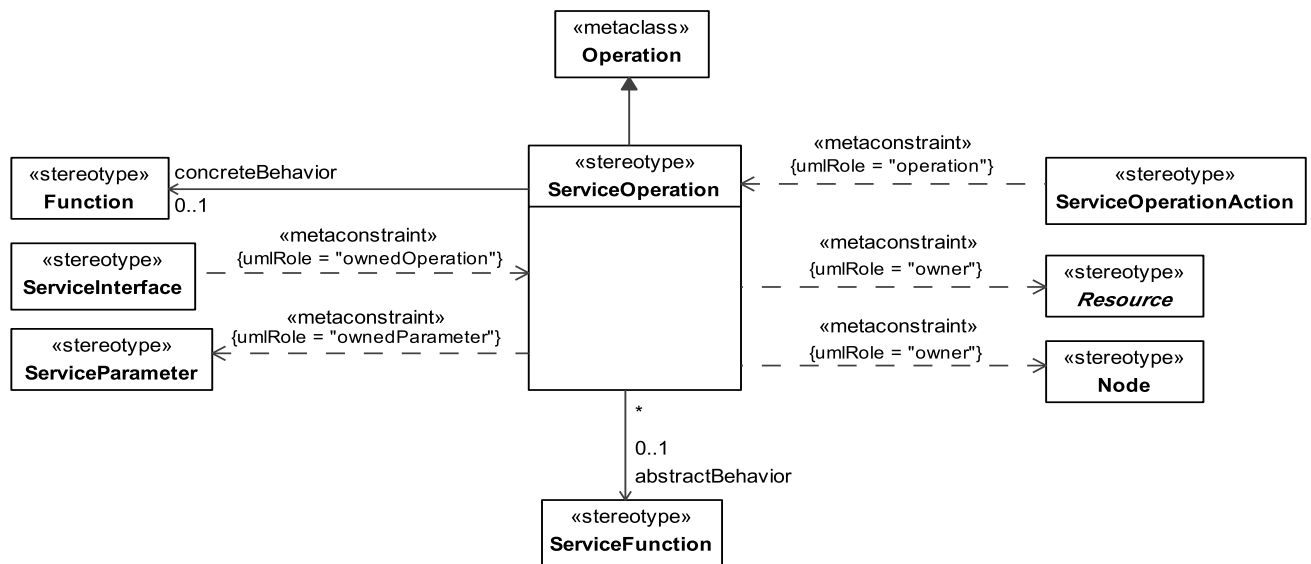 «metaclass»
Operation
«stereotype»
Function
concreteBehavior
0..1
«stereotype»
ServiceOperation
«metaconstraint»
{umlRole = "operation"}
«stereotype»
ServiceOperationAction
«stereotype»
ServiceInterface
«metaconstraint»
{umlRole = "ownedOperation"}
«metaconstraint»
{umlRole = "owner"}
«stereotype»
Resource
«stereotype»
ServiceParameter
«metaconstraint»
{umlRole = "ownedParameter"}
«metaconstraint»
{umlRole = "owner"}
«stereotype»
Node
*
0..1
abstractBehavior
«stereotype»
ServiceFunction